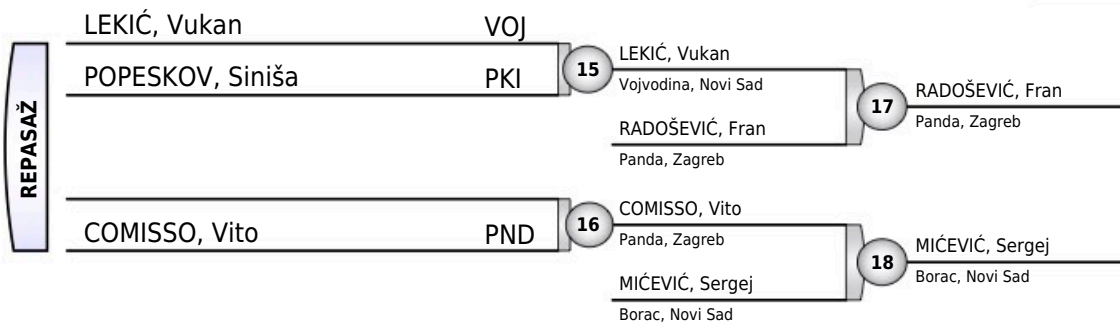 LEKIĆ, Vukan VOJ
POPESKOV, Siniša PKI
15
LEKIĆ, Vukan
Vojvodina, Novi Sad
RADOŠEVIĆ, Fran
Panda, Zagreb
17
RADOŠEVIĆ, Fran
Panda, Zagreb
REPASAŽ
COMISSO, Vito PND
16
COMISSO, Vito
Panda, Zagreb
MIĆEVIĆ, Sergej
Borac, Novi Sad
18
MIĆEVIĆ, Sergej
Borac, Novi Sad